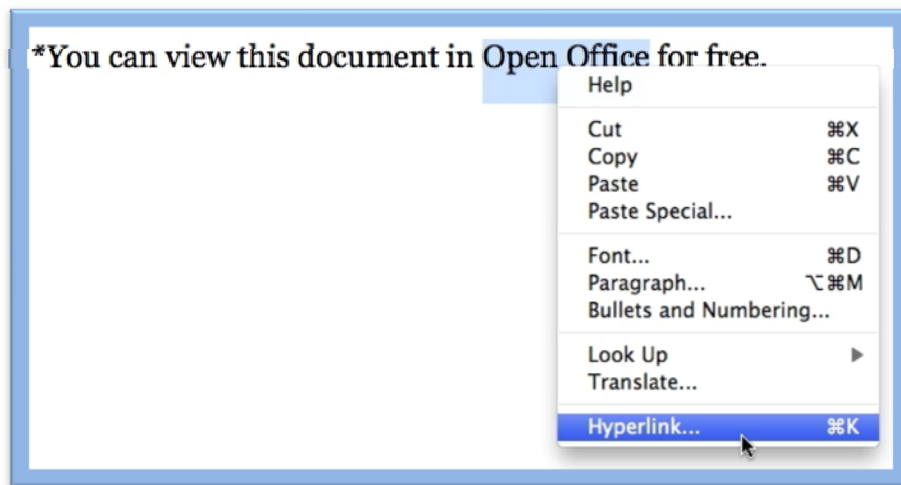 *You can view this document in Open Office for free.
Help
Cut ⌘X
Copy ⌘C
Paste ⌘V
Paste Special...
Font... ⌘D
Paragraph... ⌥⌘M
Bullets and Numbering...
Look Up
Translate...
Hyperlink... ⌘K